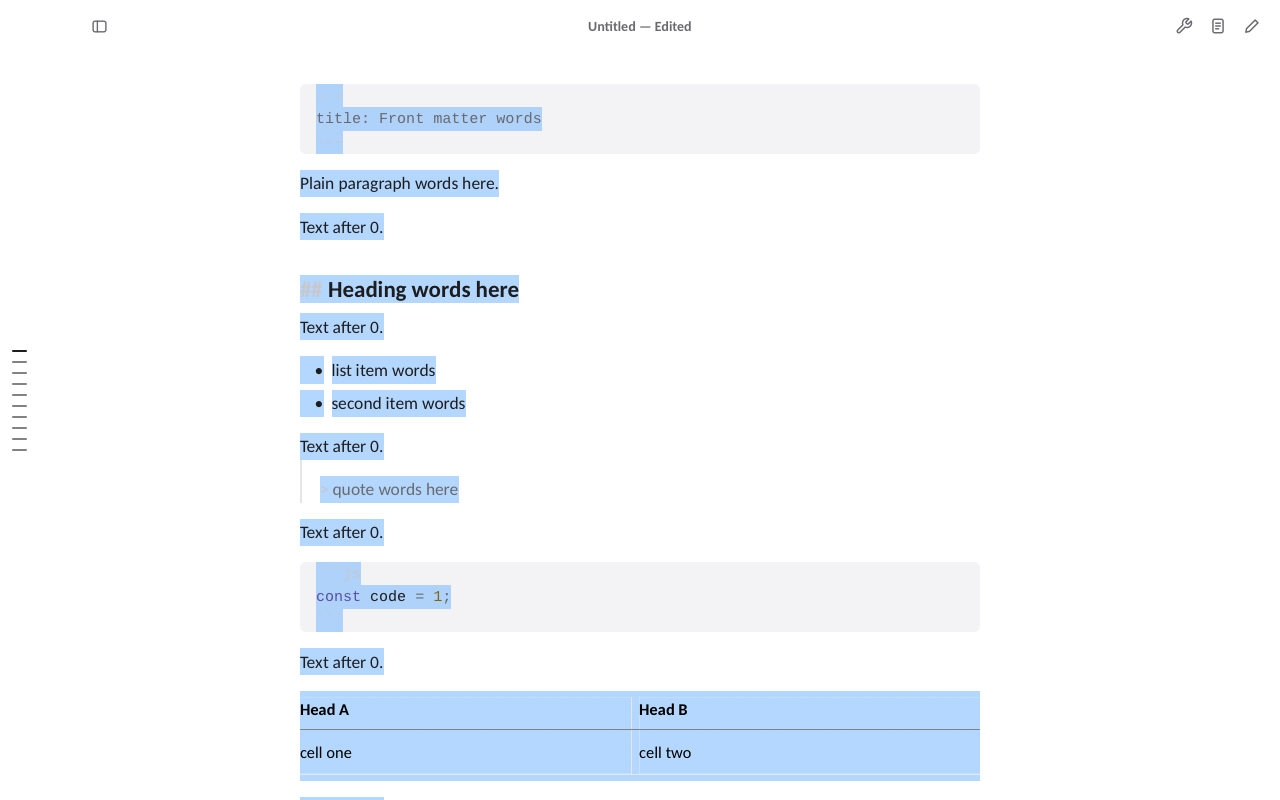 Untitled — Edited
title: Front matter words
Plain paragraph words here.
Text after 0.
## Heading words here
Text after 0.
• list item words
• second item words
Text after 0.
> quote words here
Text after 0.
const code = 1;
Text after 0.
Head A Head B
cell one cell two